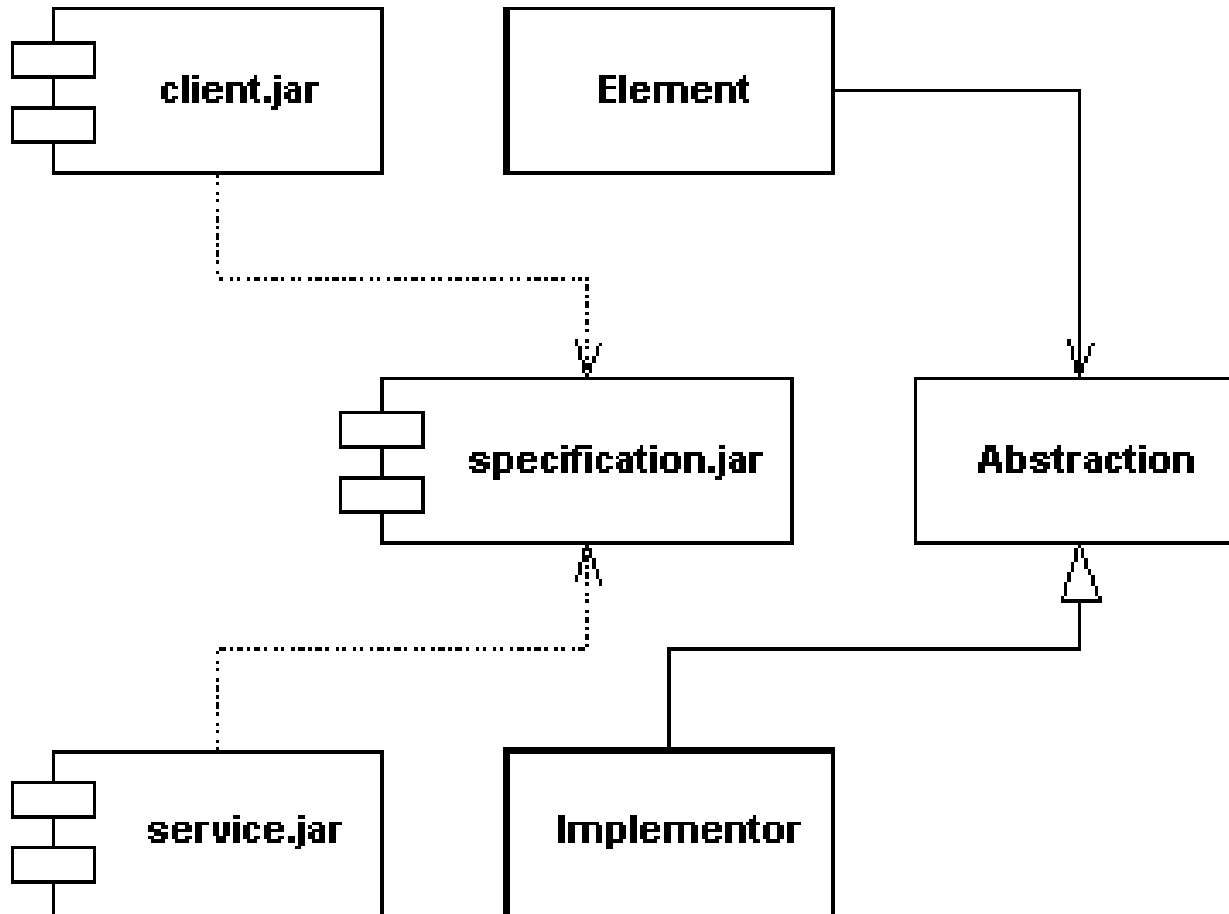 client.jar
Element
specification.jar
Abstraction
service.jar
Implementor